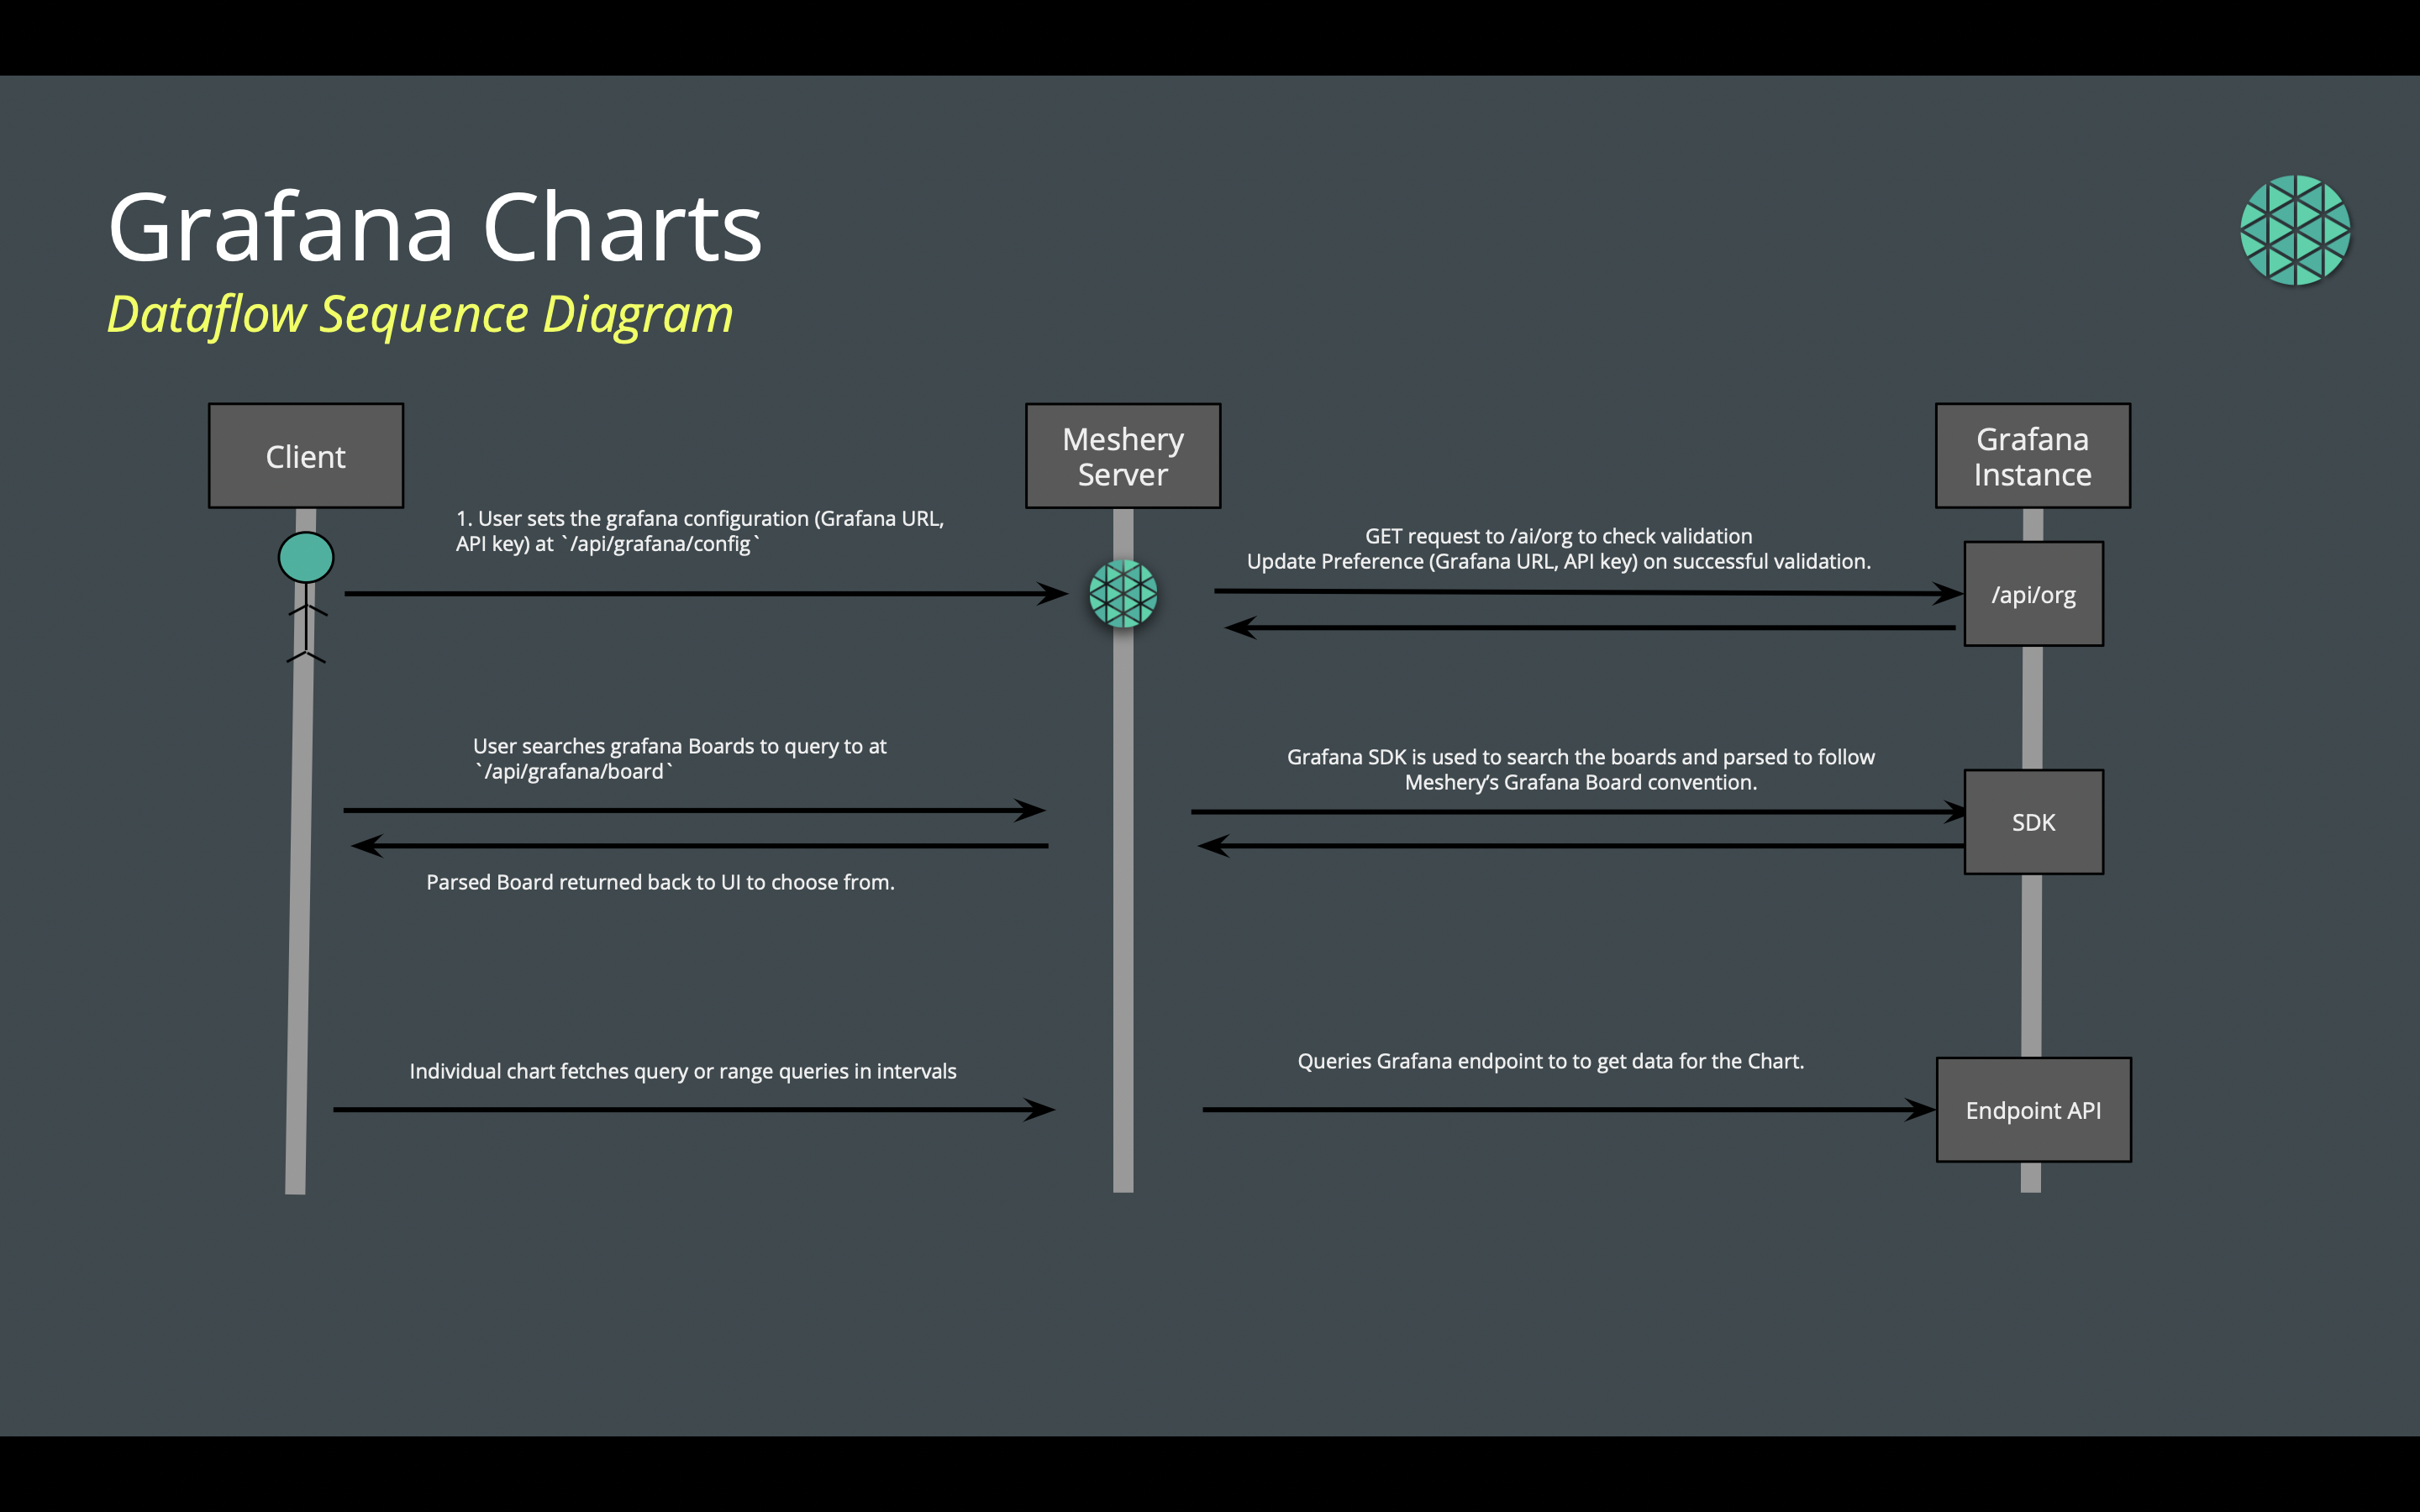 Grafana Charts
Dataflow Sequence Diagram
Client
Meshery
Server
Grafana
Instance
1. User sets the grafana configuration (Grafana URL,
API key) at `/api/grafana/config`
GET request to /ai/org to check validation
Update Preference (Grafana URL, API key) on successful validation.
/api/org
User searches grafana Boards to query to at
`/api/grafana/board`
Grafana SDK is used to search the boards and parsed to follow
Meshery’s Grafana Board convention.
SDK
Parsed Board returned back to UI to choose from.
Individual chart fetches query or range queries in intervals
Queries Grafana endpoint to to get data for the Chart.
Endpoint API